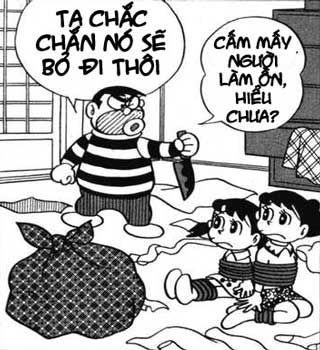 TA CHẮC
CHẮN NÓ SẼ
BỎ ĐI THÔI
CẤM MẤY
NGƯỜI
LÀM ỒN,
HIỂU
CHƯA?